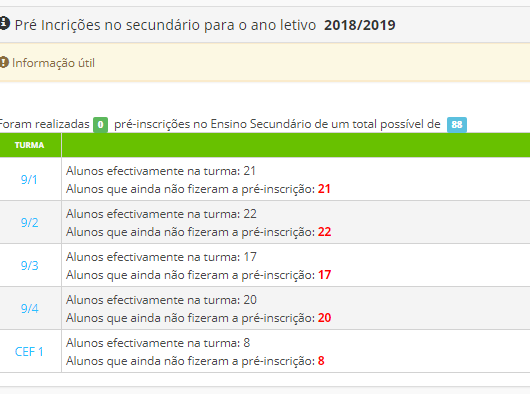 Pré Incrições no secundário para o ano letivo 2018/2019
Informação útil
Foram realizadas 0 pré-inscrições no Ensino Secundário de um total possível de 88
TURMA
9/1
Alunos efectivamente na turma: 21
Alunos que ainda não fizeram a pré-inscrição: 21
9/2
Alunos efectivamente na turma: 22
Alunos que ainda não fizeram a pré-inscrição: 22
9/3
Alunos efectivamente na turma: 17
Alunos que ainda não fizeram a pré-inscrição: 17
9/4
Alunos efectivamente na turma: 20
Alunos que ainda não fizeram a pré-inscrição: 20
CEF 1
Alunos efectivamente na turma: 8
Alunos que ainda não fizeram a pré-inscrição: 8